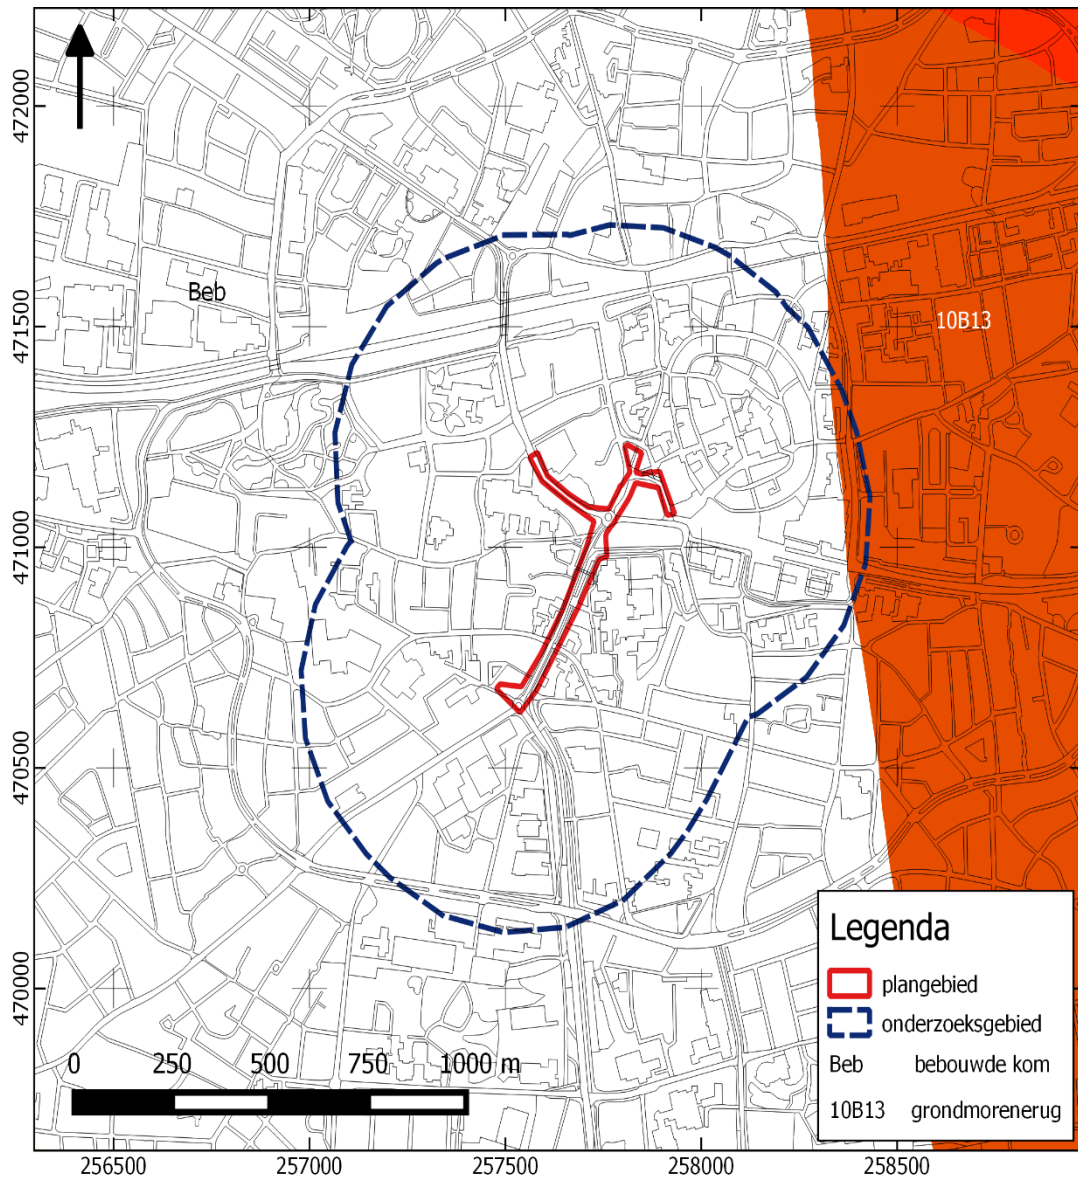 472000
471500
471000
470500
470000
Beb
10B13
Legenda
plangebied
onderzoeksgebied
Beb bebouwde kom
10B13 grondmorenerug
0 250 500 750 1000 m
256500 257000 257500 258000 258500